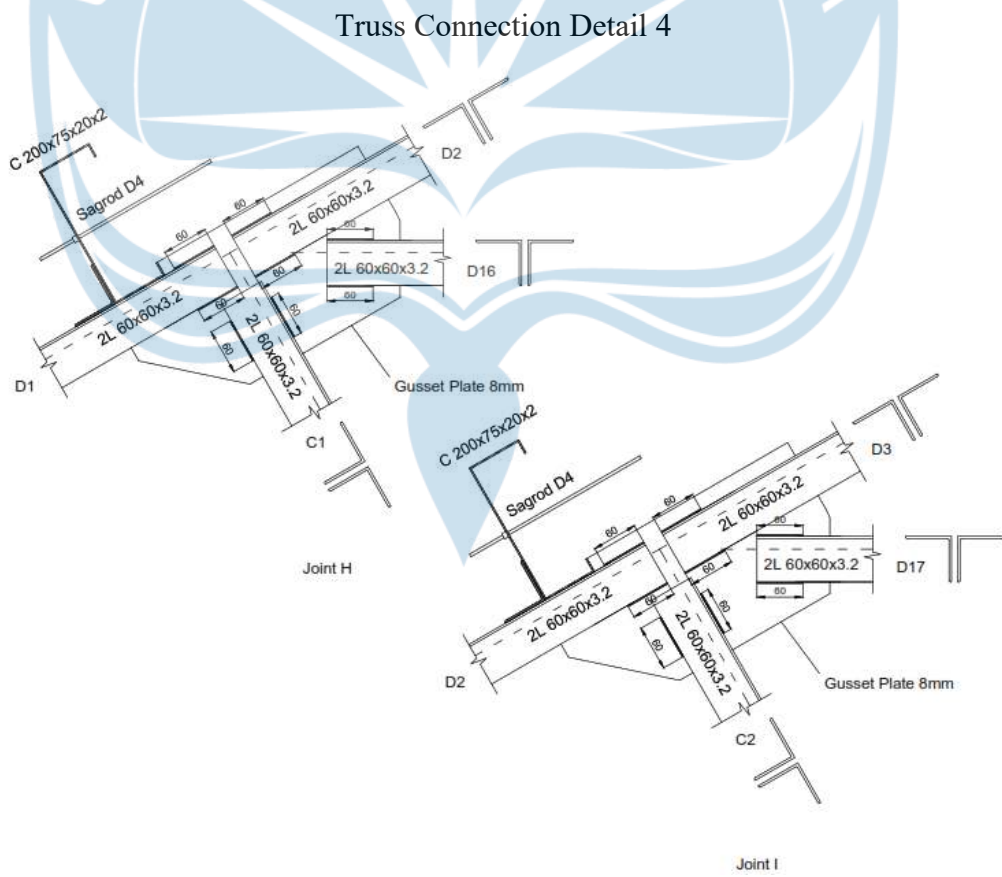 Truss Connection Detail 4
C 200x75x20x2
Sagrod D4
D2
60
60
2L 60x60x3.2
60
2L 60x60x3.2
60
D16
60
2L 60x60x3.2
60
60
60
2L 60x60x3.2
D1
Gusset Plate 8mm
C1
Joint H
C 200x75x20x2
Sagrod D4
D3
60
60
2L 60x60x3.2
60
2L 60x60x3.2
60
D17
60
2L 60x60x3.2
60
60
60
2L 60x60x3.2
D2
Gusset Plate 8mm
C2
Joint I